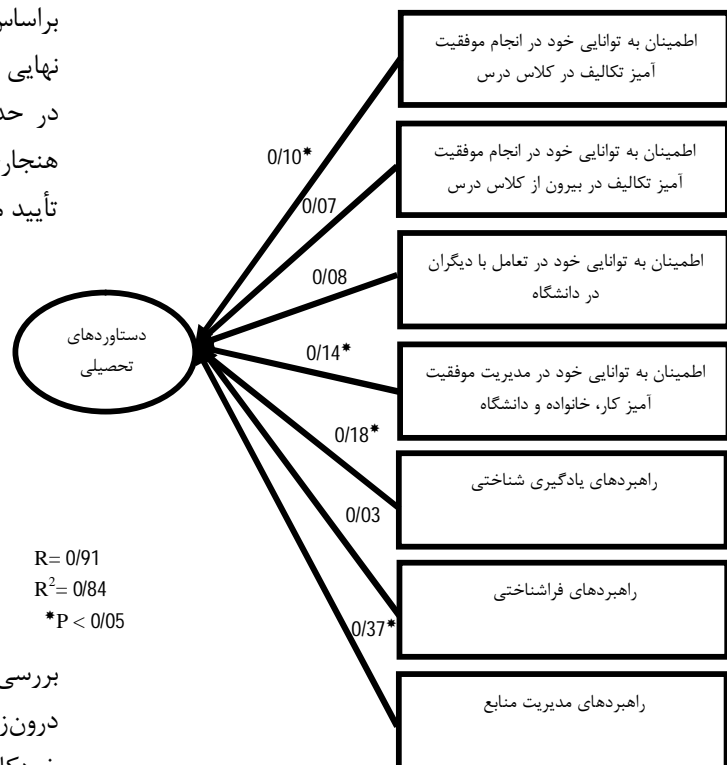 براساس
نهایی
در حد
هنجار
تأیید م
اطمینان به توانایی خود در انجام موفقیت
آمیز تکالیف در کلاس درس
0/10*
اطمینان به توانایی خود در انجام موفقیت
آمیز تکالیف در بیرون از کلاس درس
0/07
اطمینان به توانایی خود در تعامل با دیگران
در دانشگاه
0/08
دستاوردهای
تحصیلی
اطمینان به توانایی خود در مدیریت موفقیت
آمیز کار، خانواده و دانشگاه
0/14*
راهبردهای یادگیری شناختی
0/18*
راهبردهای فراشناختی
0/03
راهبردهای مدیریت منابع
0/37*
R= 0/91
R²= 0/84
*P < 0/05
بررسی
درون‌ز